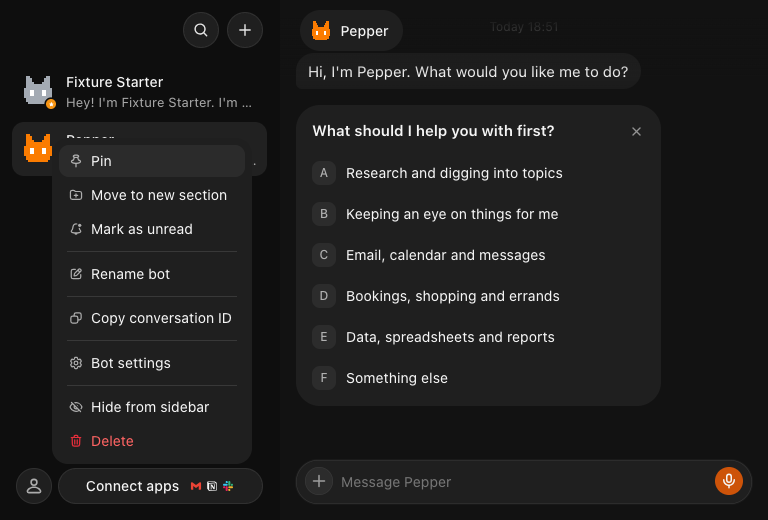 Fixture Starter
Hey! I'm Fixture Starter. I'm ...
Pin
Move to new section
Mark as unread
Rename bot
Copy conversation ID
Bot settings
Hide from sidebar
Delete
Connect apps
Pepper
Today 18:51
Hi, I'm Pepper. What would you like me to do?
What should I help you with first?
A Research and digging into topics
B Keeping an eye on things for me
C Email, calendar and messages
D Bookings, shopping and errands
E Data, spreadsheets and reports
F Something else
Message Pepper